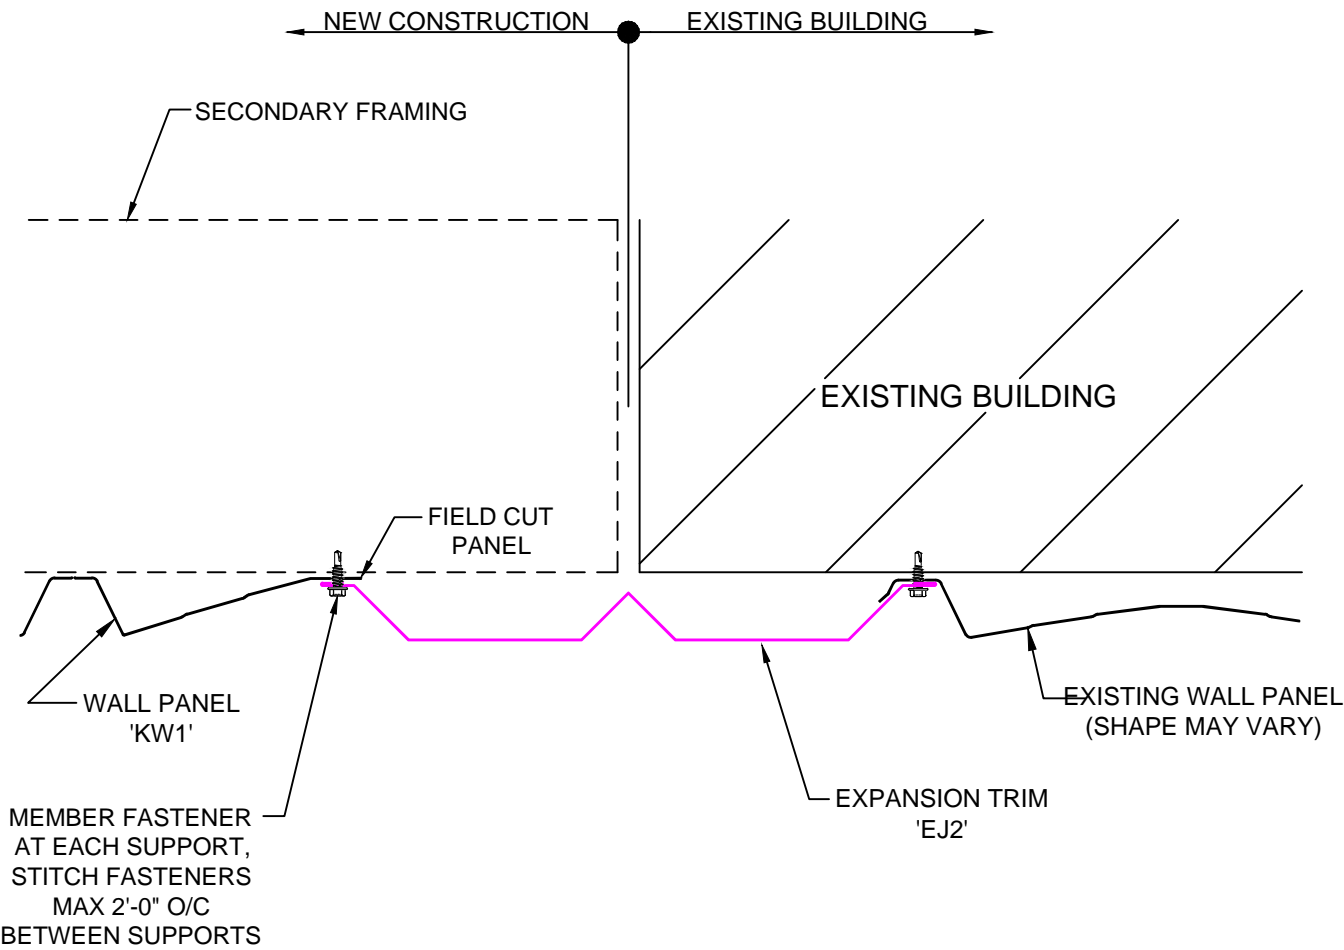 NEW CONSTRUCTION
EXISTING BUILDING
SECONDARY FRAMING
EXISTING BUILDING
FIELD CUT
PANEL
WALL PANEL
'KW1'
EXISTING WALL PANEL
(SHAPE MAY VARY)
MEMBER FASTENER
AT EACH SUPPORT,
STITCH FASTENERS
MAX 2'-0" O/C
BETWEEN SUPPORTS
EXPANSION TRIM
'EJ2'